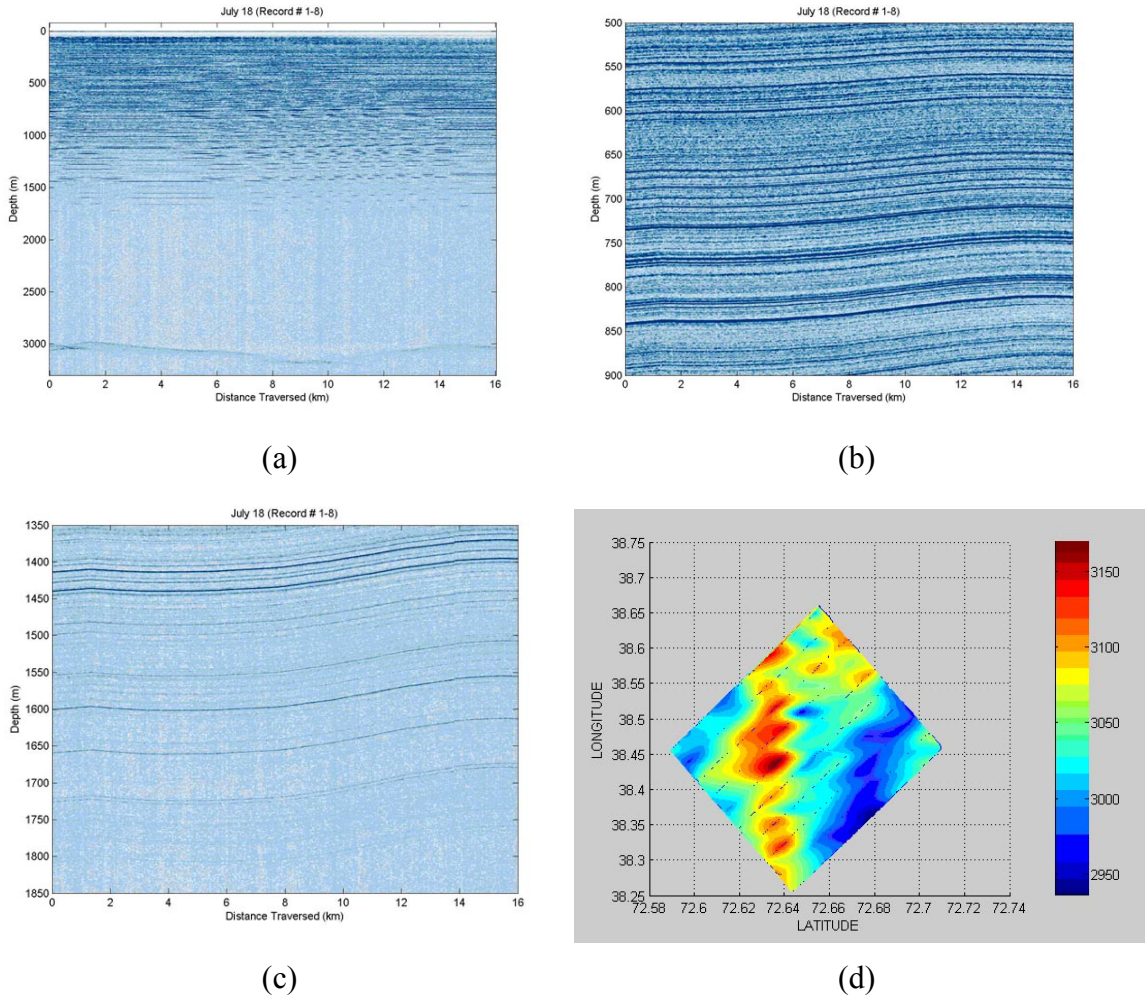 July 18 (Record # 1-8)
0
500
1000
1500
2000
2500
3000
Depth (m)
0 2 4 6 8 10 12 14 16
Distance Traversed (km)
(a)
July 18 (Record # 1-8)
500
550
600
650
700
750
800
850
900
Depth (m)
0 2 4 6 8 10 12 14 16
Distance Traversed (km)
(b)
July 18 (Record # 1-8)
1350
1400
1450
1500
1550
1600
1650
1700
1750
1800
1850
Depth (m)
0 2 4 6 8 10 12 14 16
Distance Traversed (km)
(c)
38.75
38.7
38.65
38.6
38.55
38.5
38.45
38.4
38.35
38.3
38.25
LONGITUDE
72.58 72.6 72.62 72.64 72.66 72.68 72.7 72.72 72.74
LATITUDE
3150
3100
3050
3000
2950
(d)